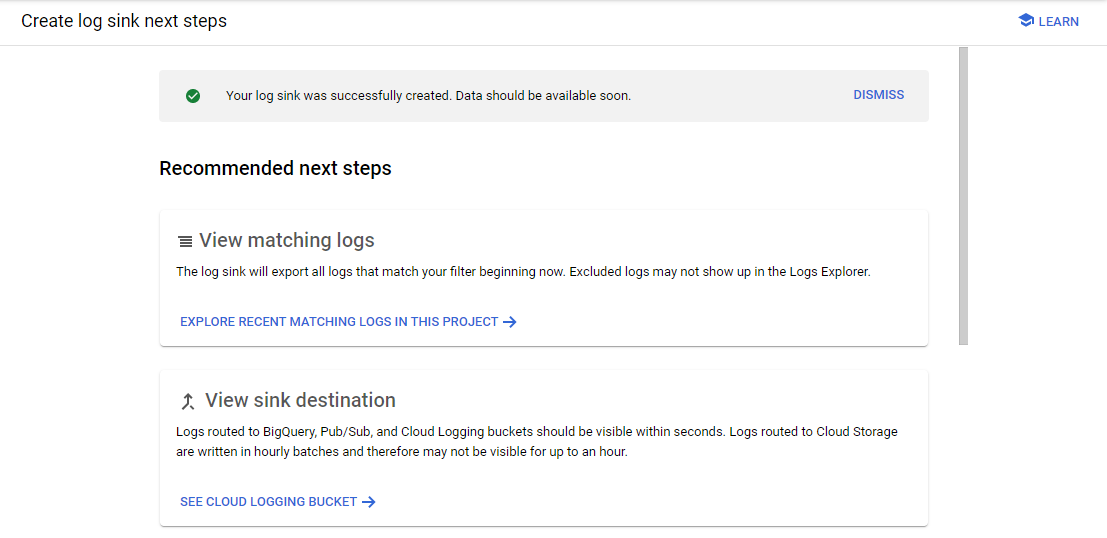 Create log sink next steps
LEARN
Your log sink was successfully created. Data should be available soon.
DISMISS
Recommended next steps
View matching logs
The log sink will export all logs that match your filter beginning now. Excluded logs may not show up in the Logs Explorer.
EXPLORE RECENT MATCHING LOGS IN THIS PROJECT
View sink destination
Logs routed to BigQuery, Pub/Sub, and Cloud Logging buckets should be visible within seconds. Logs routed to Cloud Storage
are written in hourly batches and therefore may not be visible for up to an hour.
SEE CLOUD LOGGING BUCKET